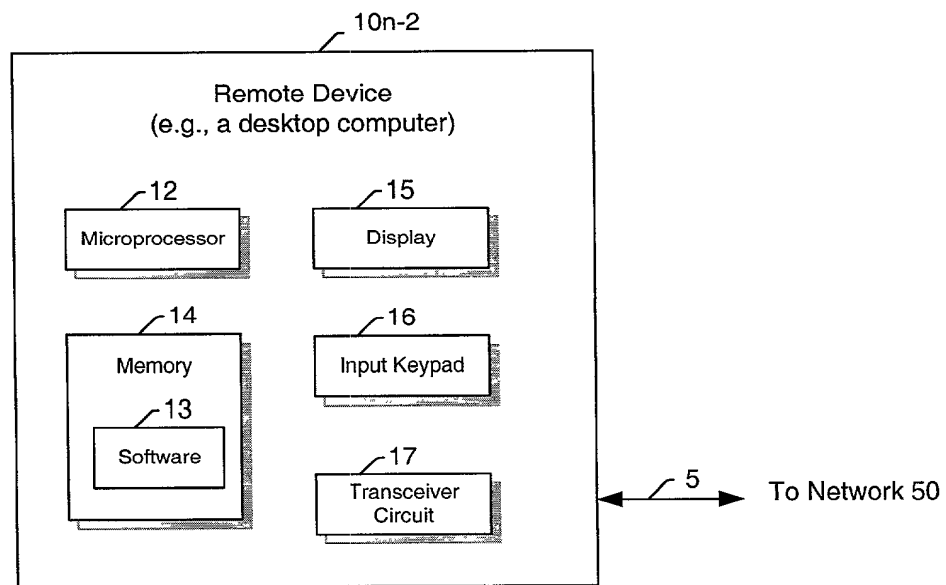 10n-2
Remote Device
(e.g., a desktop computer)
12
Microprocessor
15
Display
14
Memory
13
Software
16
Input Keypad
17
Transceiver
Circuit
5
To Network 50